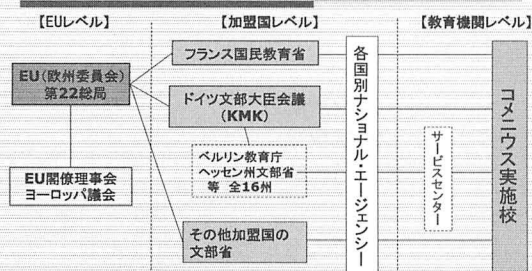 【EUレベル】
【加盟国レベル】
【教育機関レベル】
フランス国民教育省
EU（欧州委員会）
第22総局
ドイツ文部大臣会議
（KMK）
ベルリン教育庁
ヘッセン州文部省
等 全16州
EU閣僚理事会
ヨーロッパ議会
その他加盟国の
文部省
各国別ナショナル・エージェンシー
サービスセンター
コメニウス実施校